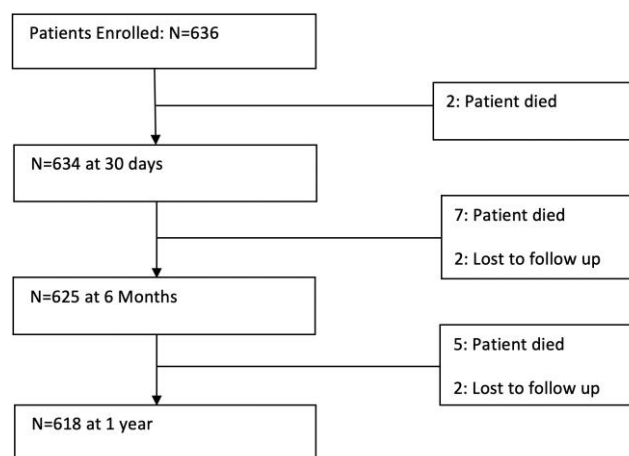 Patients Enrolled: N=636
2: Patient died
N=634 at 30 days
7: Patient died
2: Lost to follow up
N=625 at 6 Months
5: Patient died
2: Lost to follow up
N=618 at 1 year